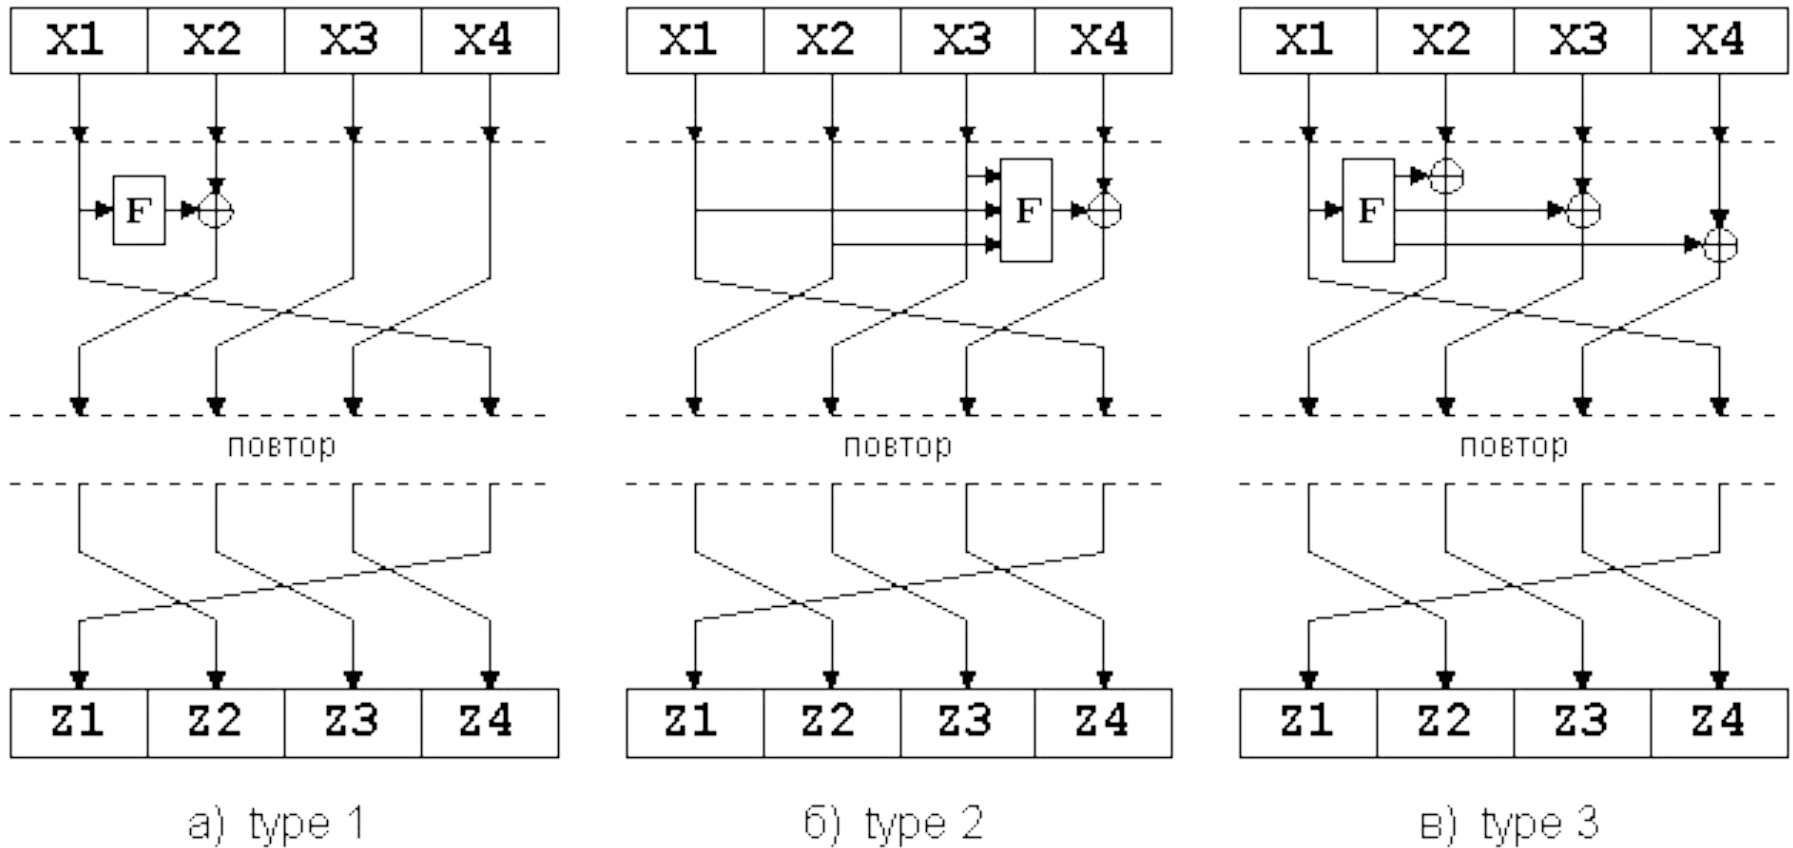 X1 X2 X3 X4 X1 X2 X3 X4 X1 X2 X3 X4
F F F
повтор повтор повтор
Z1 Z2 Z3 Z4 Z1 Z2 Z3 Z4 Z1 Z2 Z3 Z4
а) type 1 б) type 2 в) type 3